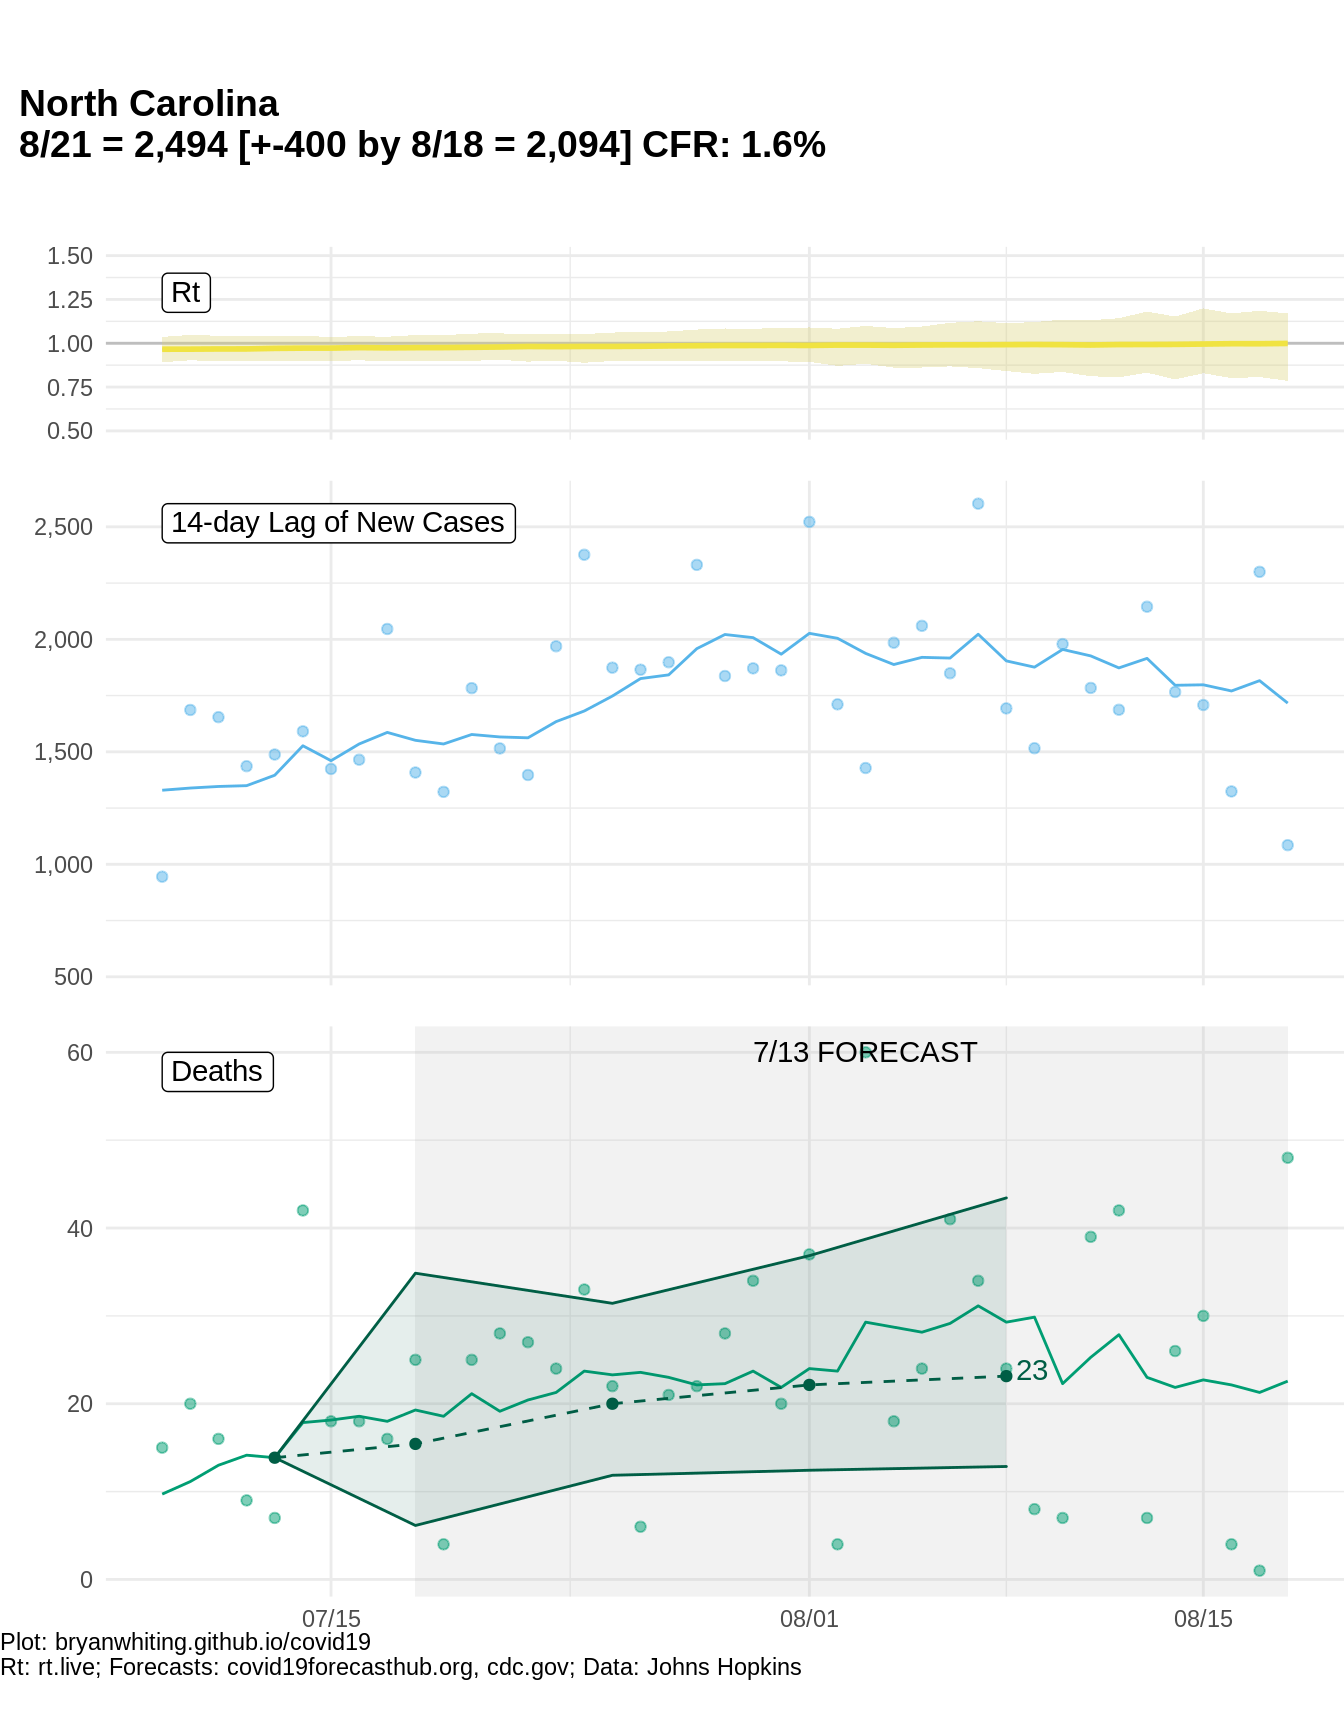 North Carolina
8/21 = 2,494 [+-400 by 8/18 = 2,094] CFR: 1.6%
1.50
Rt
1.25
1.00
0.75
0.50
14-day Lag of New Cases
2,500
2,000
1,500
1,000
500
7/13 FORECAST
60
Deaths
40
23
20
0
07/15 08/01 08/15
Plot: bryanwhiting.github.io/covid19
Rt: rt.live; Forecasts: covid19forecasthub.org, cdc.gov; Data: Johns Hopkins